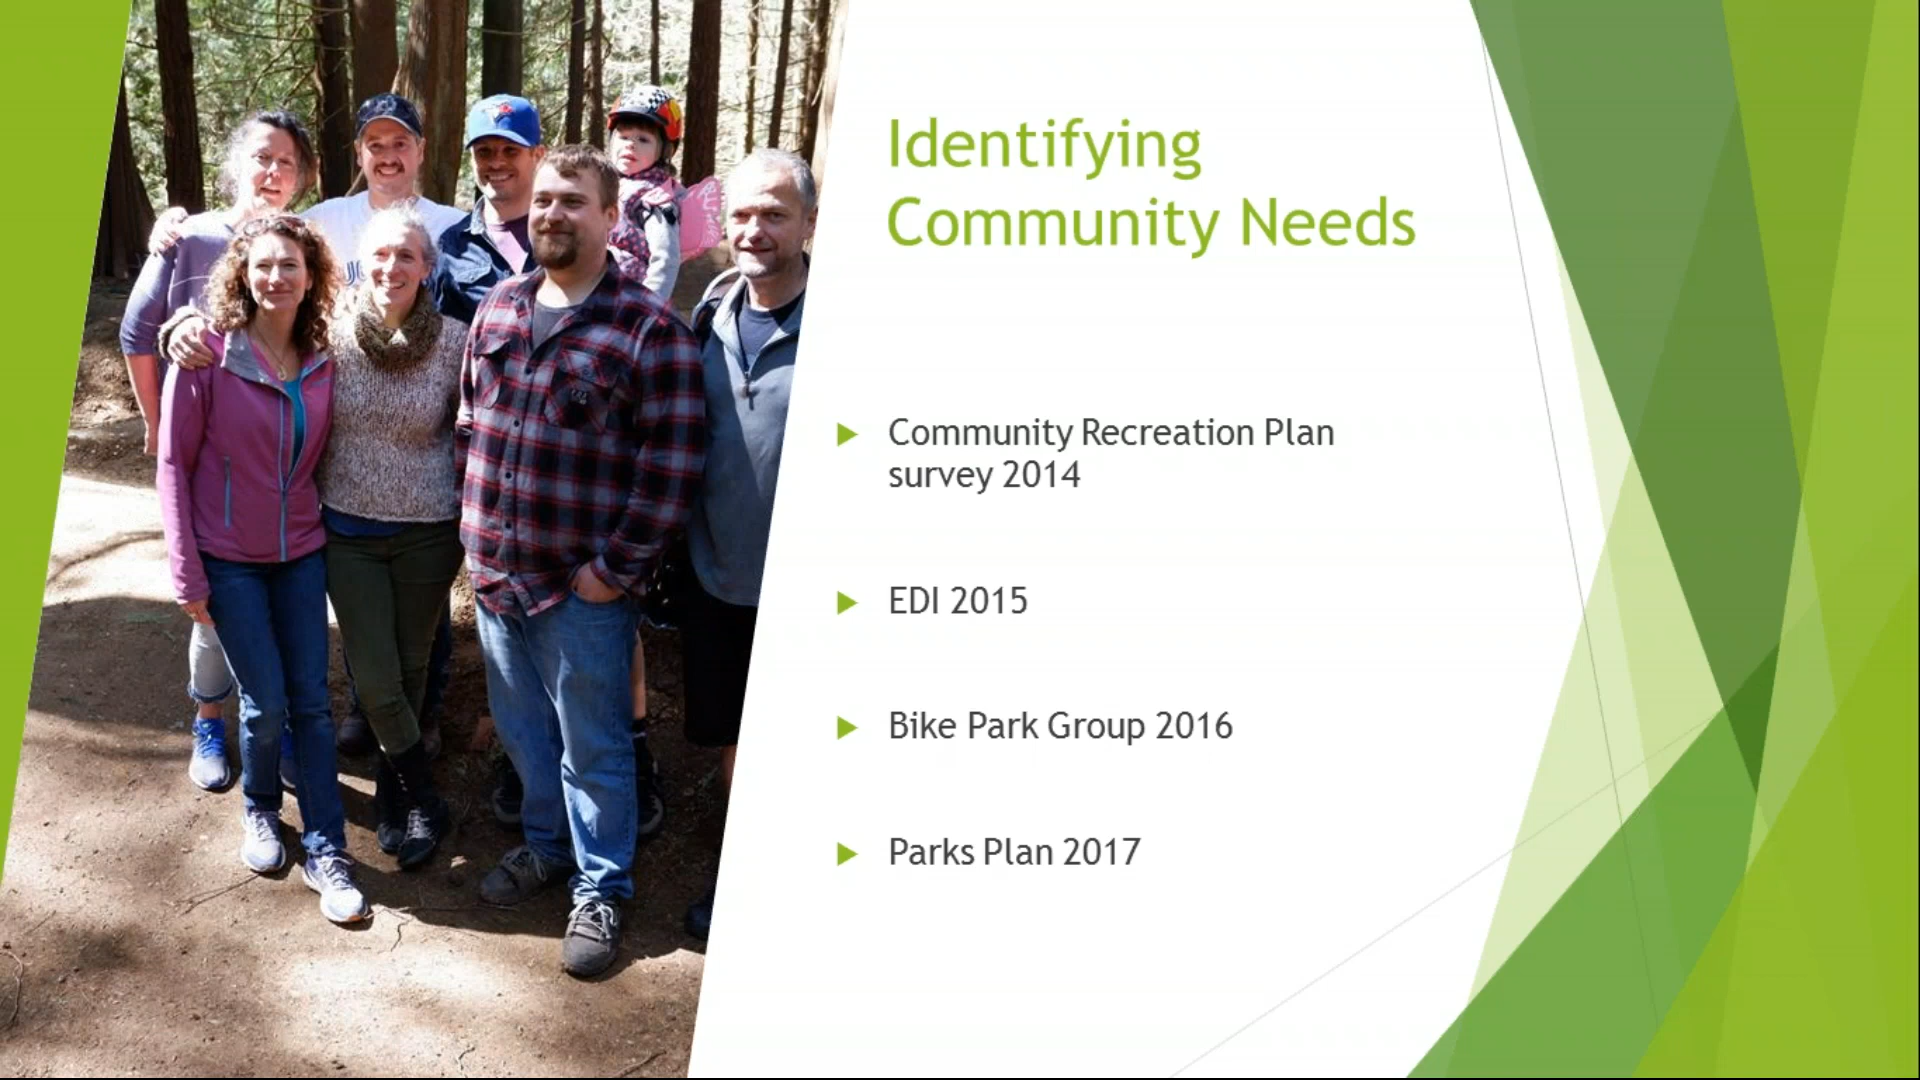 Identifying
Community Needs
Community Recreation Plan
survey 2014
EDI 2015
Bike Park Group 2016
Parks Plan 2017